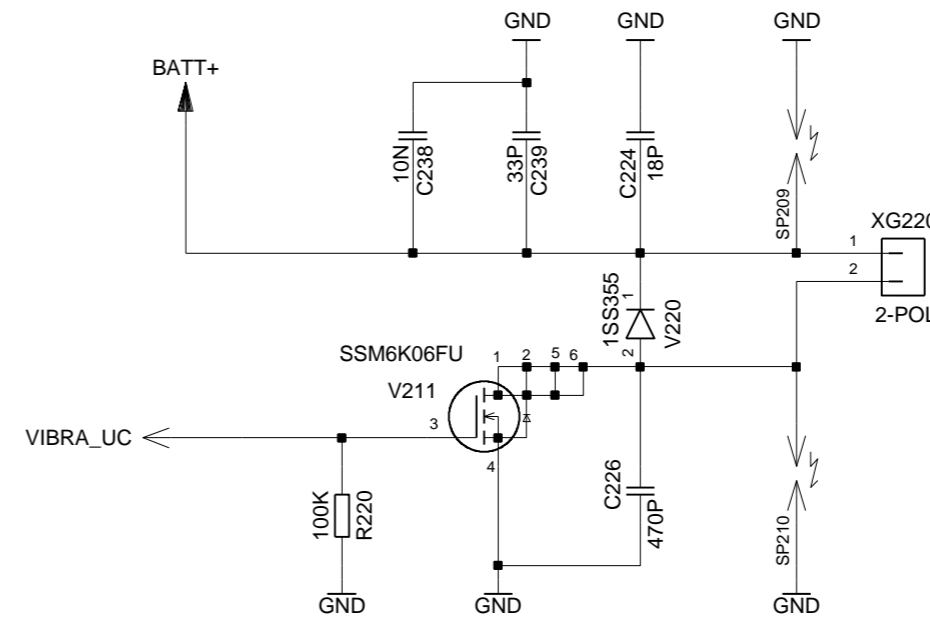 GND
GND
GND
BATT+
10N
C238
33P
C239
C224
18P
SP209
XG220
1
2
2-POL
1SS355
1
V220
2
SSM6K06FU
1 2 5 6
V211
3
VIBRA_UC
4
100K
R220
C226
470P
SP210
GND
GND
GND